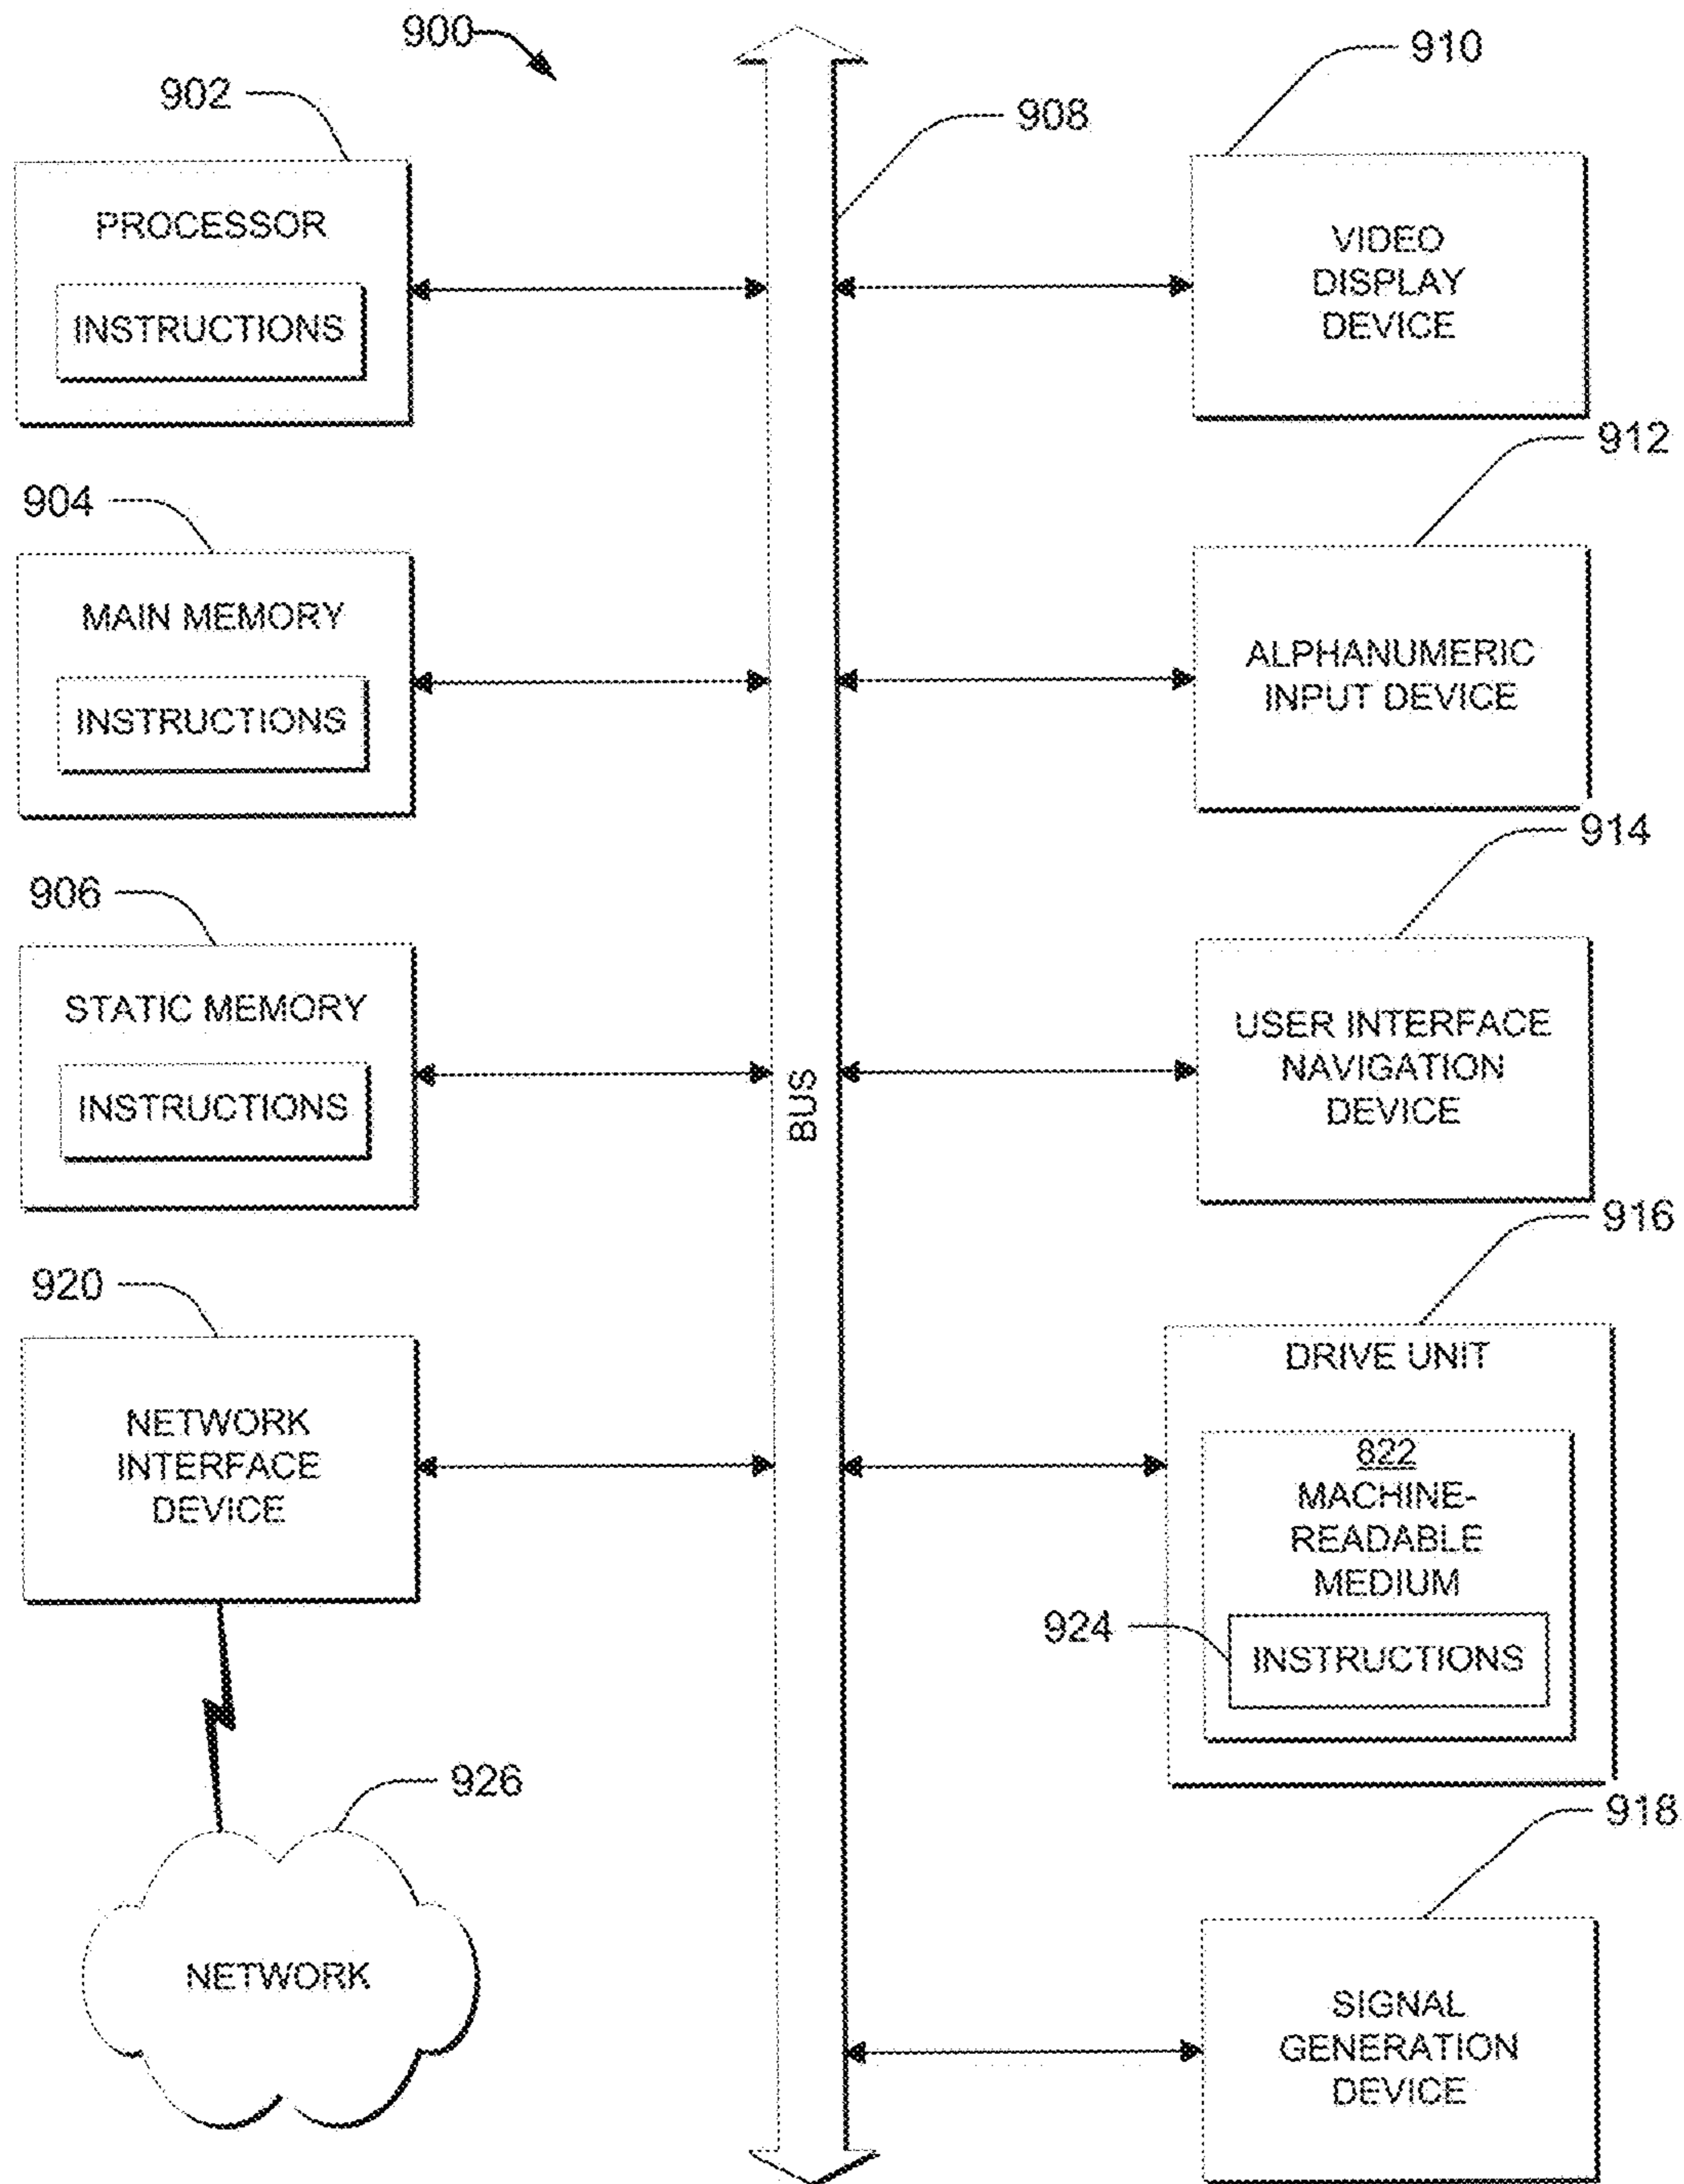 900
902
PROCESSOR
INSTRUCTIONS
904
MAIN MEMORY
INSTRUCTIONS
906
STATIC MEMORY
INSTRUCTIONS
920
NETWORK
INTERFACE
DEVICE
926
NETWORK
908
BUS
910
VIDEO
DISPLAY
DEVICE
912
ALPHANUMERIC
INPUT DEVICE
914
USER INTERFACE
NAVIGATION
DEVICE
916
DRIVE UNIT
822
MACHINE-
READABLE
MEDIUM
924
INSTRUCTIONS
918
SIGNAL
GENERATION
DEVICE